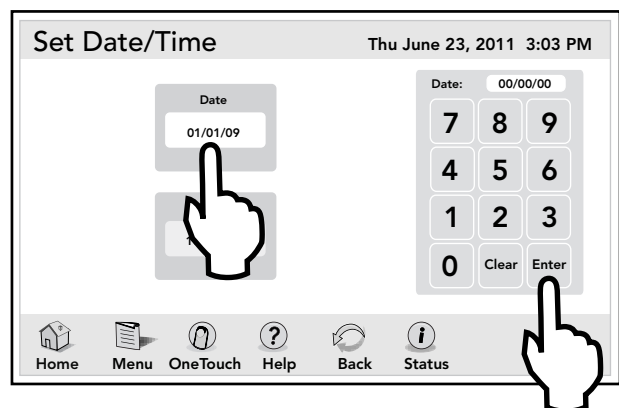 Set Date/Time
Thu June 23, 2011 3:03 PM
Date
01/01/09
Date: 00/00/00
7 8 9
4 5 6
1 2 3
0 Clear Enter
Home Menu OneTouch Help Back Status